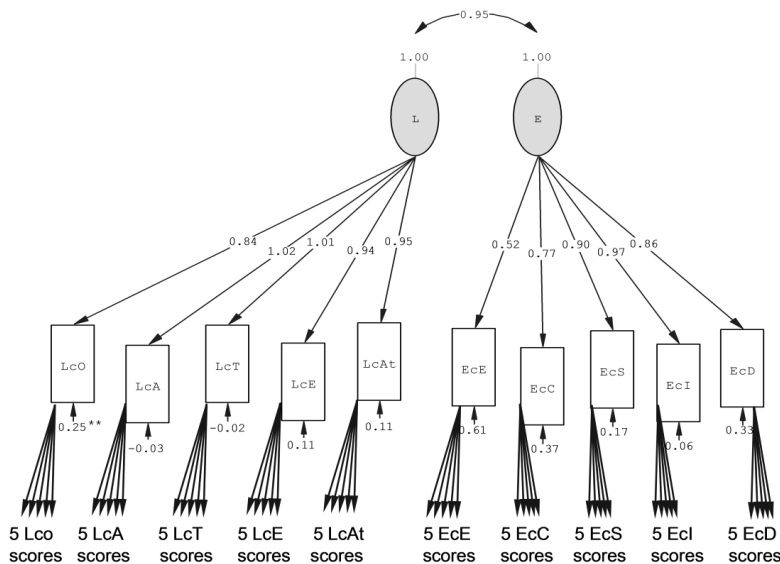 0.95
1.00 1.00
L E
0.84 1.02 1.01 0.94 0.95 0.52 0.77 0.90 0.97 0.86
LcO LcA LcT LcE LcAt EcE EcC EcS EcI EcD
0.25** -0.03 -0.02 0.11 0.11 0.61 0.37 0.17 0.06 0.33
5 Lco 5 LcA 5 LcT 5 LcE 5 LcAt 5 EcE 5 EcC 5 EcS 5 EcI 5 EcD
scores scores scores scores scores scores scores scores scores scores